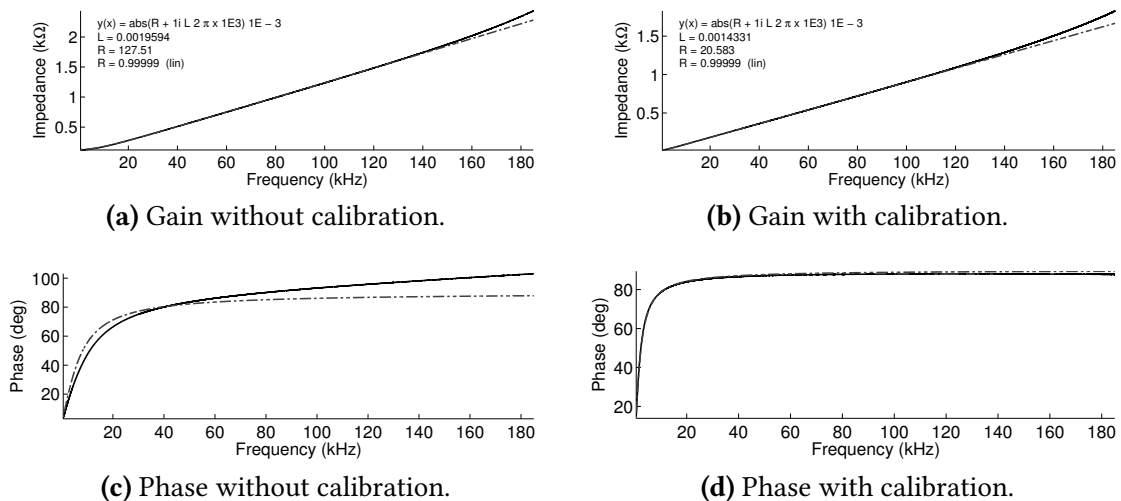 y(x) = abs(R + 1i L 2 π x 1E3) 1E − 3
L = 0.0019594
R = 127.51
R = 0.99999 (lin)
Impedance (kΩ)
2
1.5
1
0.5
20 40 60 80 100 120 140 160 180
Frequency (kHz)
(a) Gain without calibration.
y(x) = abs(R + 1i L 2 π x 1E3) 1E − 3
L = 0.0014331
R = 20.583
R = 0.99999 (lin)
Impedance (kΩ)
1.5
1
0.5
20 40 60 80 100 120 140 160 180
Frequency (kHz)
(b) Gain with calibration.
Phase (deg)
100
80
60
40
20
20 40 60 80 100 120 140 160 180
Frequency (kHz)
(c) Phase without calibration.
Phase (deg)
80
60
40
20
20 40 60 80 100 120 140 160 180
Frequency (kHz)
(d) Phase with calibration.